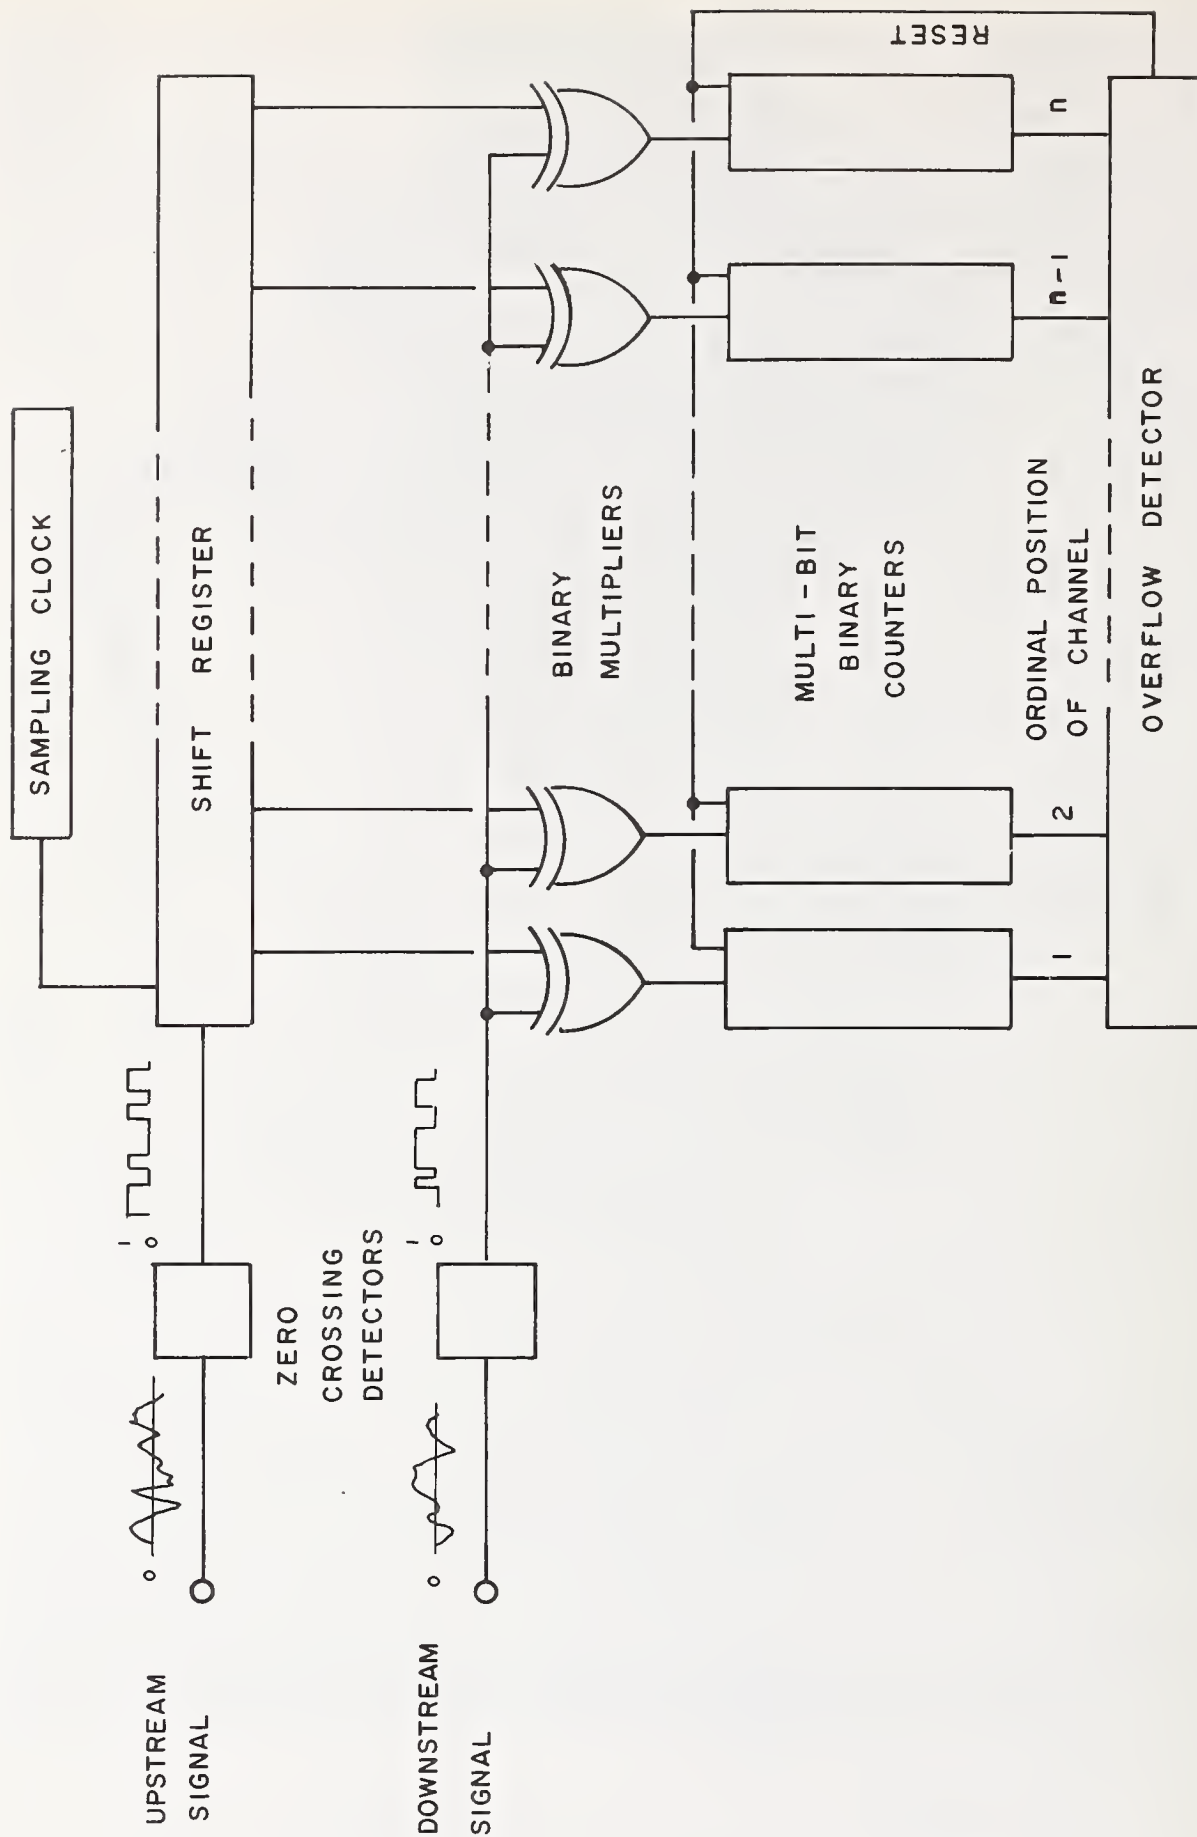 SAMPLING CLOCK
SHIFT REGISTER
UPSTREAM
SIGNAL
0
1
0
ZERO
CROSSING
DETECTORS
DOWNSTREAM
SIGNAL
0
1
0
BINARY
MULTIPLIERS
MULTI-BIT
BINARY
COUNTERS
RESET
ORDINAL POSITION
OF CHANNEL
1
2
n-1
n
OVERFLOW DETECTOR